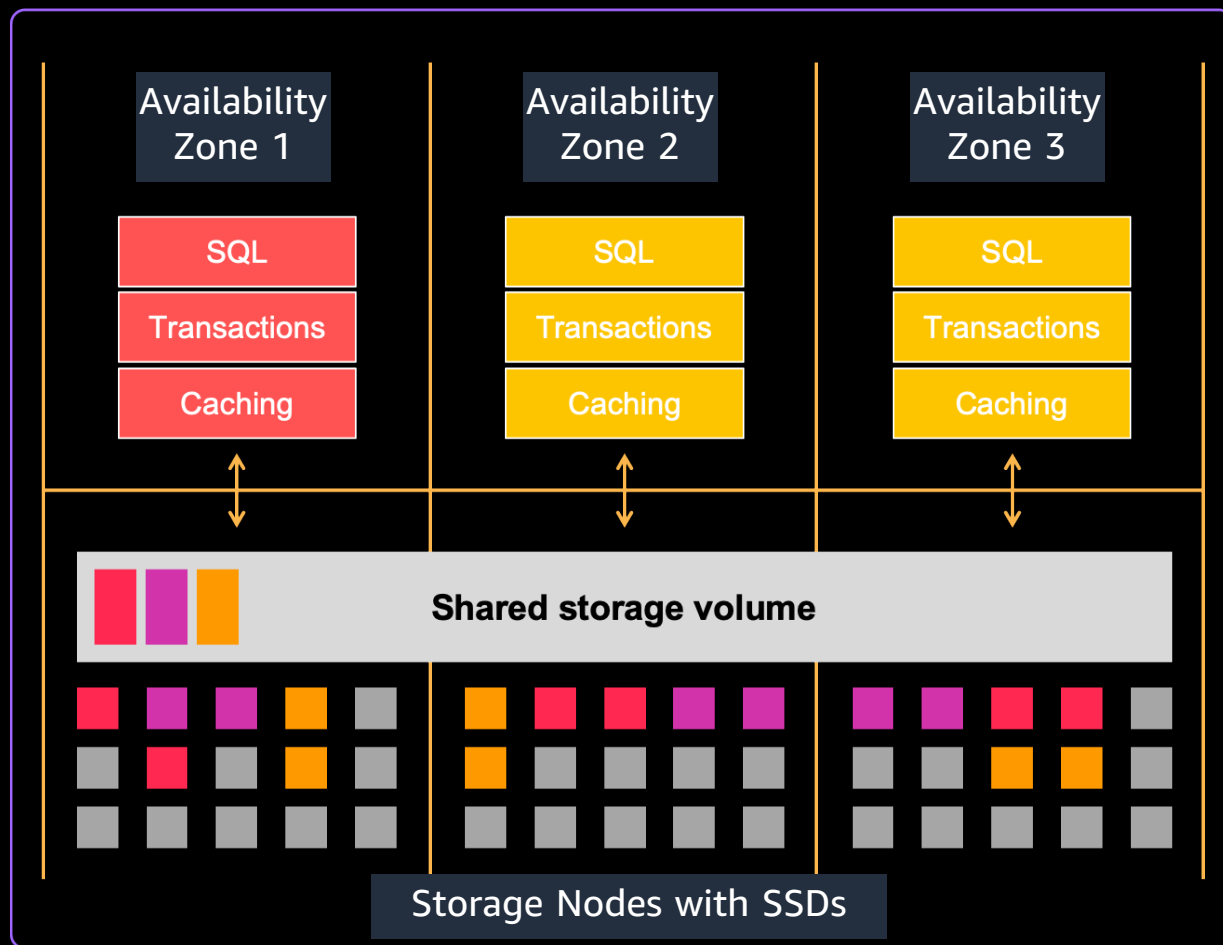 Availability
Zone 1
Availability
Zone 2
Availability
Zone 3
SQL
Transactions
Caching
SQL
Transactions
Caching
SQL
Transactions
Caching
Shared storage volume
Storage Nodes with SSDs